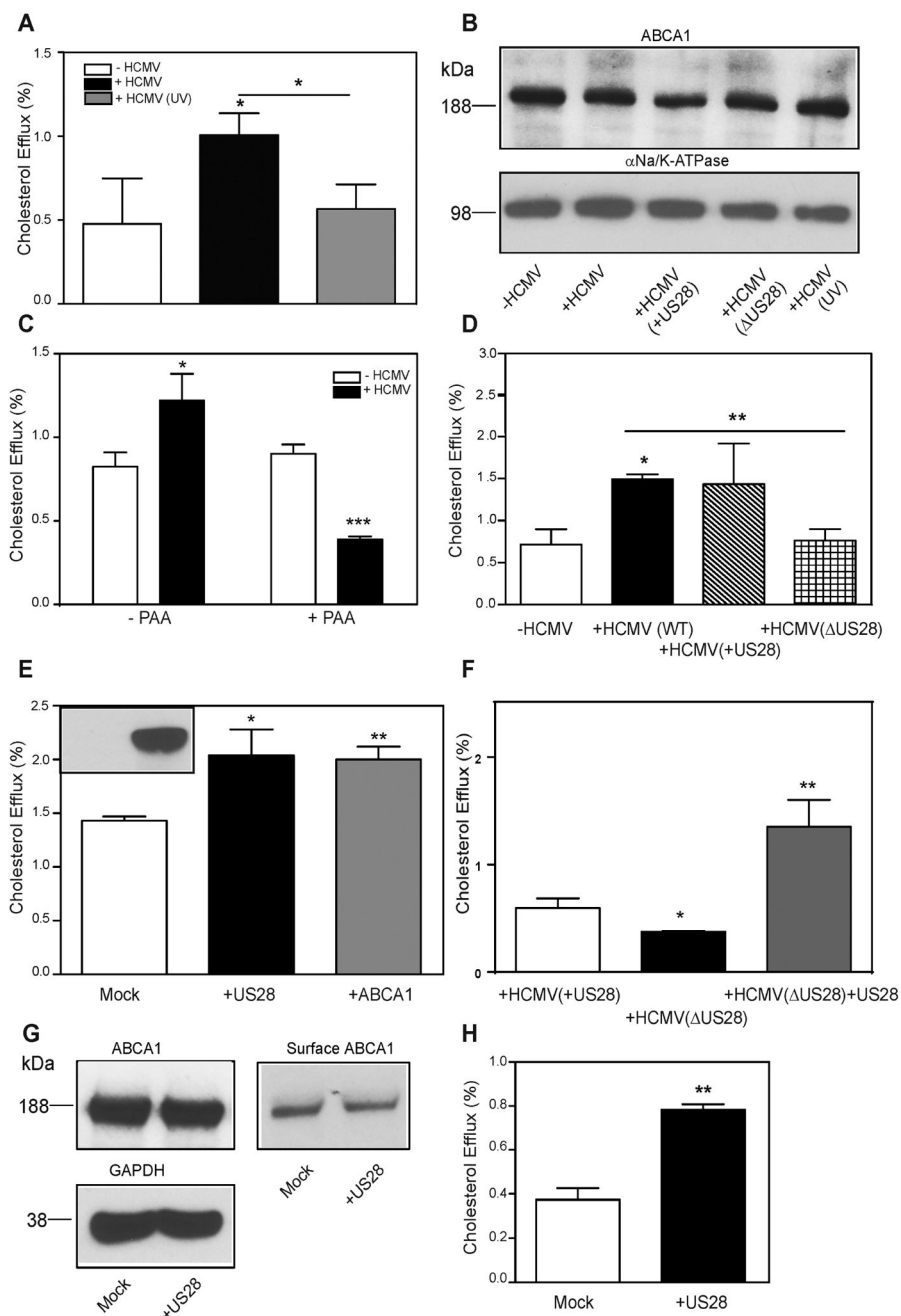 A
Cholesterol Efflux (%)
1.5
1.0
0.5
0.0
- HCMV
+ HCMV
+ HCMV (UV)
*
*
B
ABCA1
kDa
188
αNa/K-ATPase
98
-HCMV
+HCMV
+HCMV (+US28)
+HCMV (ΔUS28)
+HCMV (UV)
C
Cholesterol Efflux (%)
1.5
1.0
0.5
0.0
- HCMV
+ HCMV
*
***
- PAA
+ PAA
D
Cholesterol Efflux (%)
3.0
2.0
1.5
1.0
0.5
0.0
**
*
-HCMV
+HCMV (WT)
+HCMV(+US28)
+HCMV(ΔUS28)
E
Cholesterol Efflux (%)
2.5
2.0
1.5
1.0
0.5
0.0
*
**
Mock
+US28
+ABCA1
F
Cholesterol Efflux (%)
2
1
0
*
**
+HCMV(+US28)
+HCMV(ΔUS28)
+HCMV(ΔUS28)+US28
G
kDa
ABCA1
188
Surface ABCA1
Mock
+US28
GAPDH
38
Mock
+US28
H
Cholesterol Efflux (%)
1.0
0.8
0.6
0.4
0.2
0.0
**
Mock
+US28